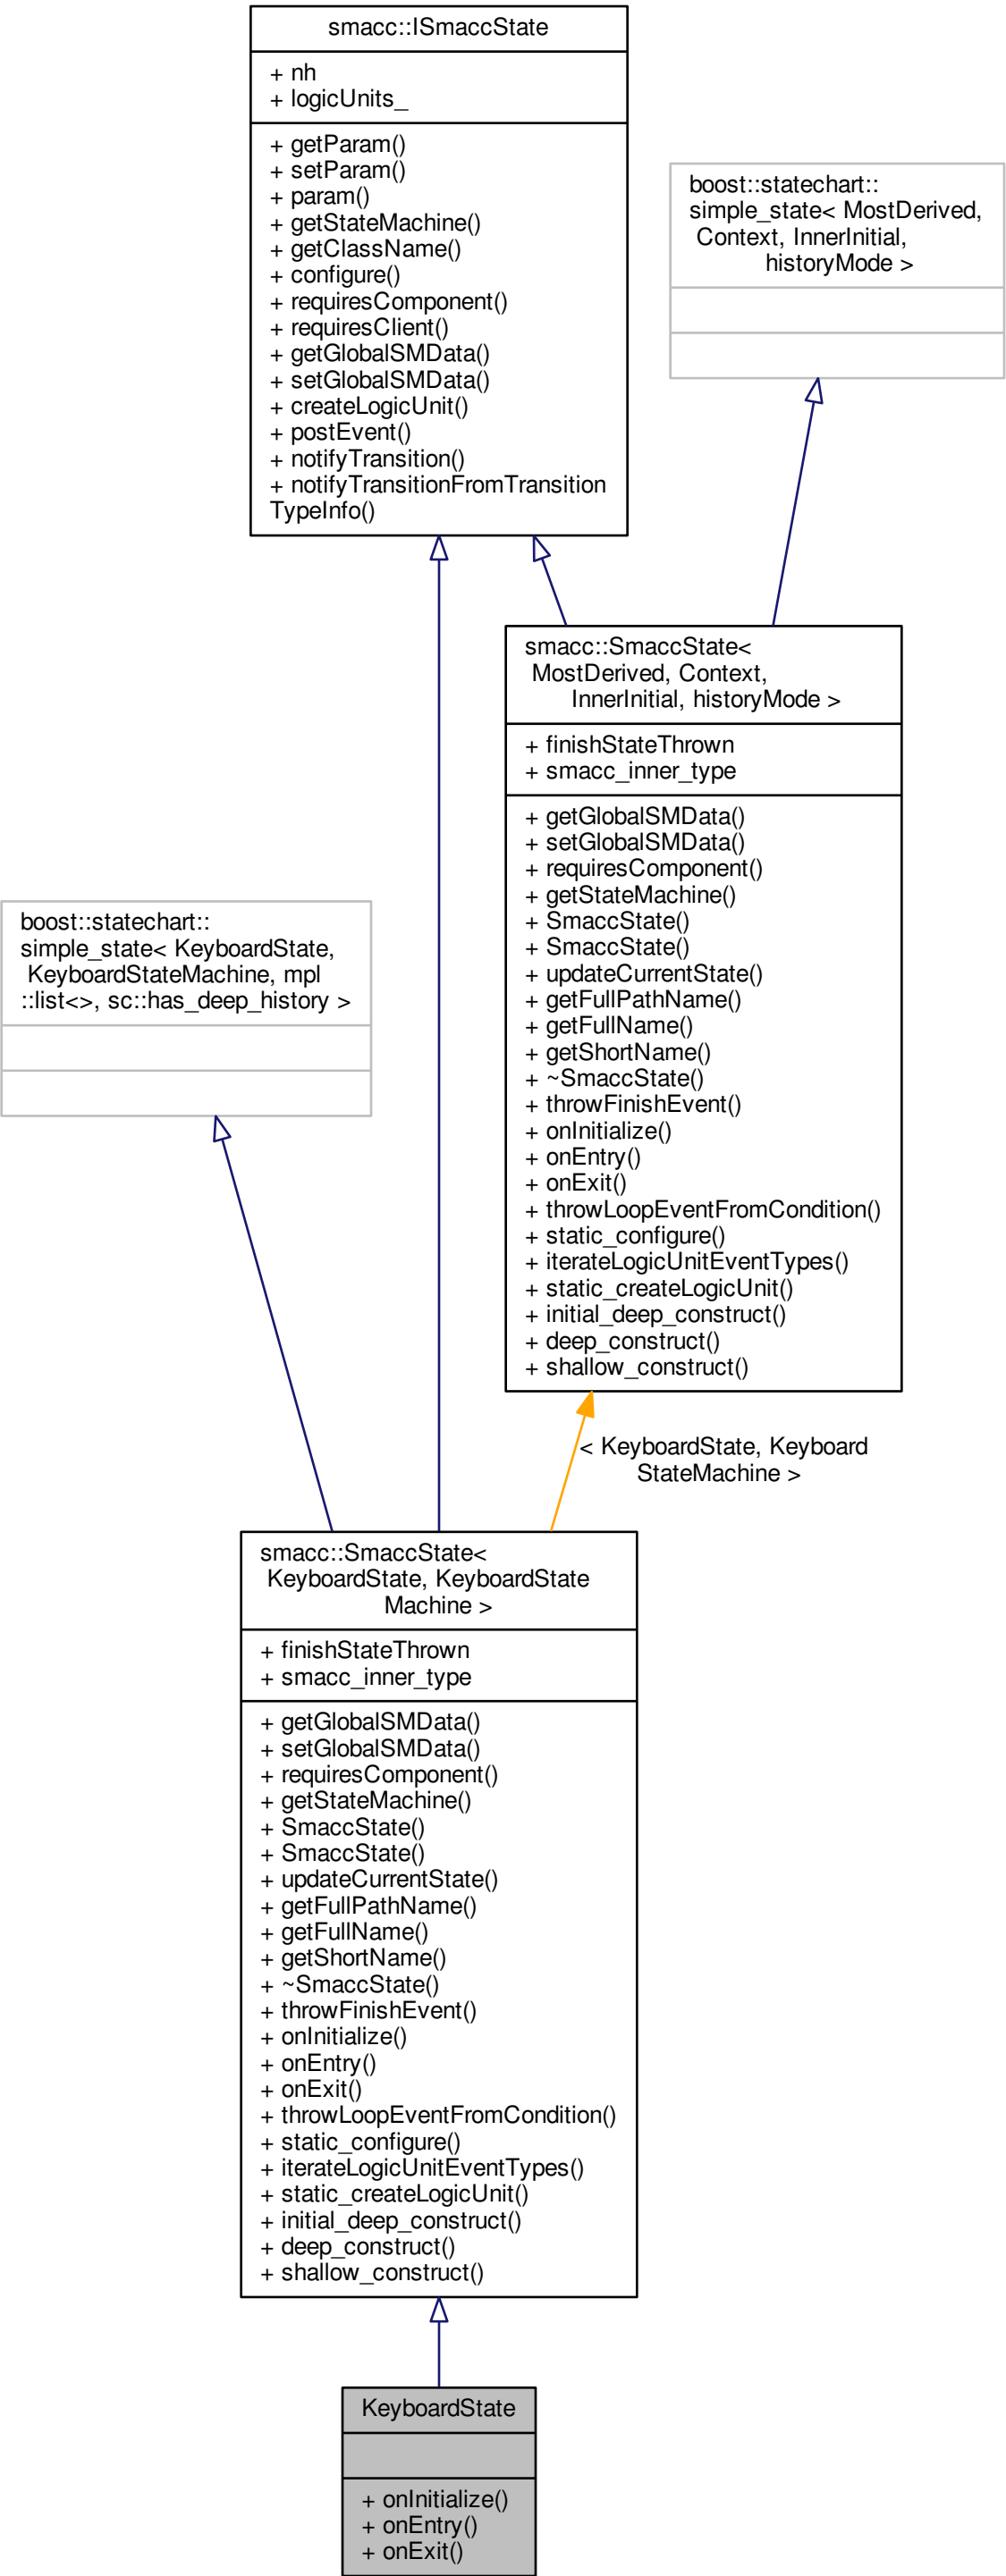 smacc::ISmaccState
+ nh
+ logicUnits_
+ getParam()
+ setParam()
+ param()
+ getStateMachine()
+ getClassName()
+ configure()
+ requiresComponent()
+ requiresClient()
+ getGlobalSMData()
+ setGlobalSMData()
+ createLogicUnit()
+ postEvent()
+ notifyTransition()
+ notifyTransitionFromTransition
TypeInfo()
boost::statechart::
simple_state< MostDerived,
Context, InnerInitial,
historyMode >
smacc::SmaccState<
MostDerived, Context,
InnerInitial, historyMode >
+ finishStateThrown
+ smacc_inner_type
+ getGlobalSMData()
+ setGlobalSMData()
+ requiresComponent()
+ getStateMachine()
+ SmaccState()
+ SmaccState()
+ updateCurrentState()
+ getFullPathName()
+ getFullName()
+ getShortName()
+ ~SmaccState()
+ throwFinishEvent()
+ onInitialize()
+ onEntry()
+ onExit()
+ throwLoopEventFromCondition()
+ static_configure()
+ iterateLogicUnitEventTypes()
+ static_createLogicUnit()
+ initial_deep_construct()
+ deep_construct()
+ shallow_construct()
boost::statechart::
simple_state< KeyboardState,
KeyboardStateMachine, mpl
::list<>, sc::has_deep_history >
< KeyboardState, Keyboard
StateMachine >
smacc::SmaccState<
KeyboardState, KeyboardState
Machine >
+ finishStateThrown
+ smacc_inner_type
+ getGlobalSMData()
+ setGlobalSMData()
+ requiresComponent()
+ getStateMachine()
+ SmaccState()
+ SmaccState()
+ updateCurrentState()
+ getFullPathName()
+ getFullName()
+ getShortName()
+ ~SmaccState()
+ throwFinishEvent()
+ onInitialize()
+ onEntry()
+ onExit()
+ throwLoopEventFromCondition()
+ static_configure()
+ iterateLogicUnitEventTypes()
+ static_createLogicUnit()
+ initial_deep_construct()
+ deep_construct()
+ shallow_construct()
KeyboardState
+ onInitialize()
+ onEntry()
+ onExit()